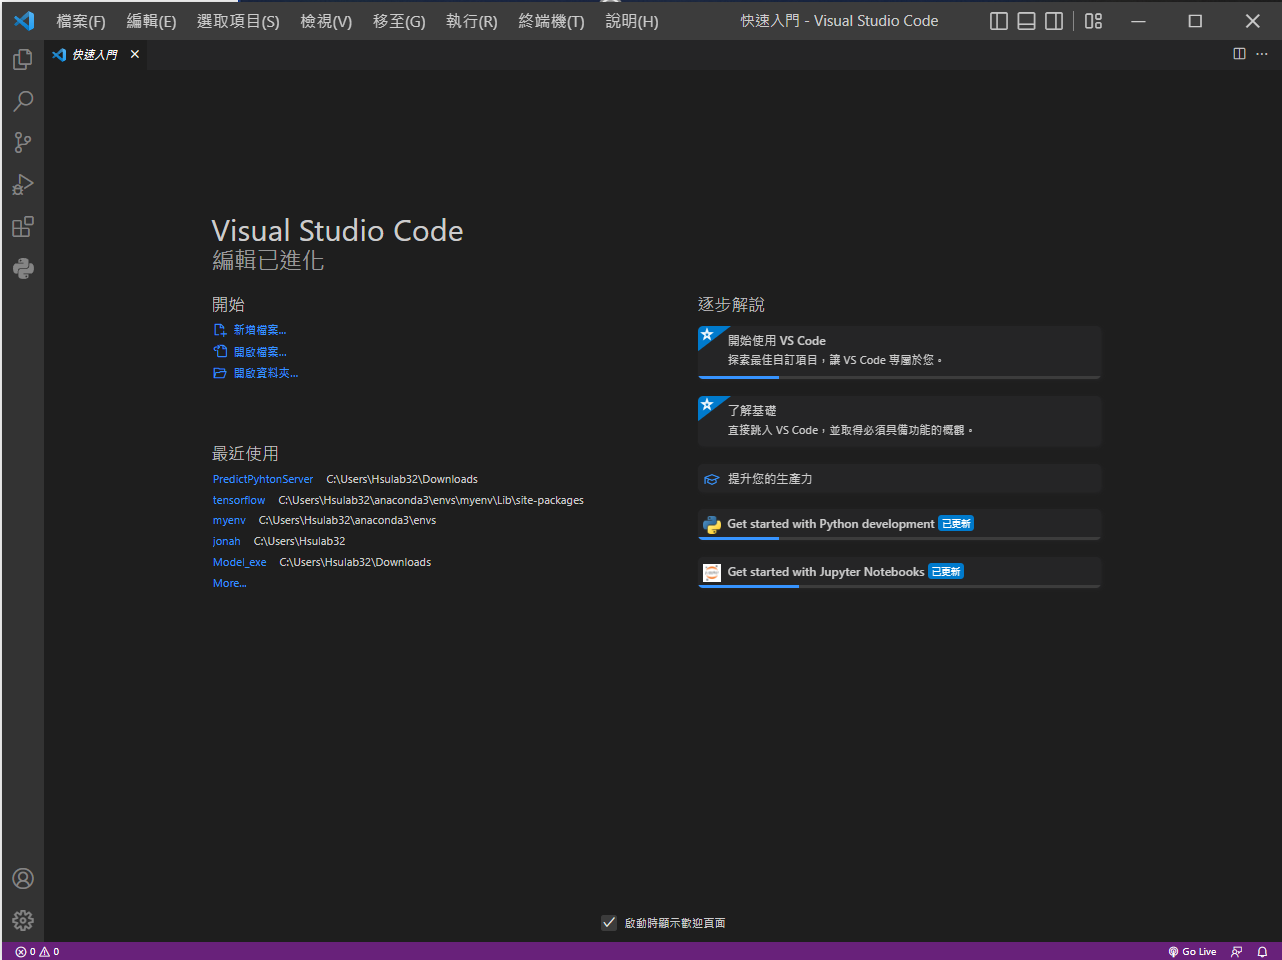 檔案(F) 編輯(E) 選取項目(S) 檢視(V) 移至(G) 執行(R) 終端機(T) 說明(H) 快速入門 - Visual Studio Code
快速入門
Visual Studio Code
編輯已進化
開始
新增檔案...
開啟檔案...
開啟資料夾...
最近使用
PredictPyhtonServer C:\Users\Hsulab32\Downloads
tensorflow C:\Users\Hsulab32\anaconda3\envs\myenv\Lib\site-packages
myenv C:\Users\Hsulab32\anaconda3\envs
jonah C:\Users\Hsulab32
Model_exe C:\Users\Hsulab32\Downloads
More...
逐步解說
開始使用 VS Code
探索最佳自訂項目，讓 VS Code 專屬於您。
了解基礎
直接跳入 VS Code，並取得必須具備功能的概觀。
提升您的生產力
Get started with Python development 已更新
Get started with Jupyter Notebooks 已更新
啟動時顯示歡迎頁面
0 0 Go Live